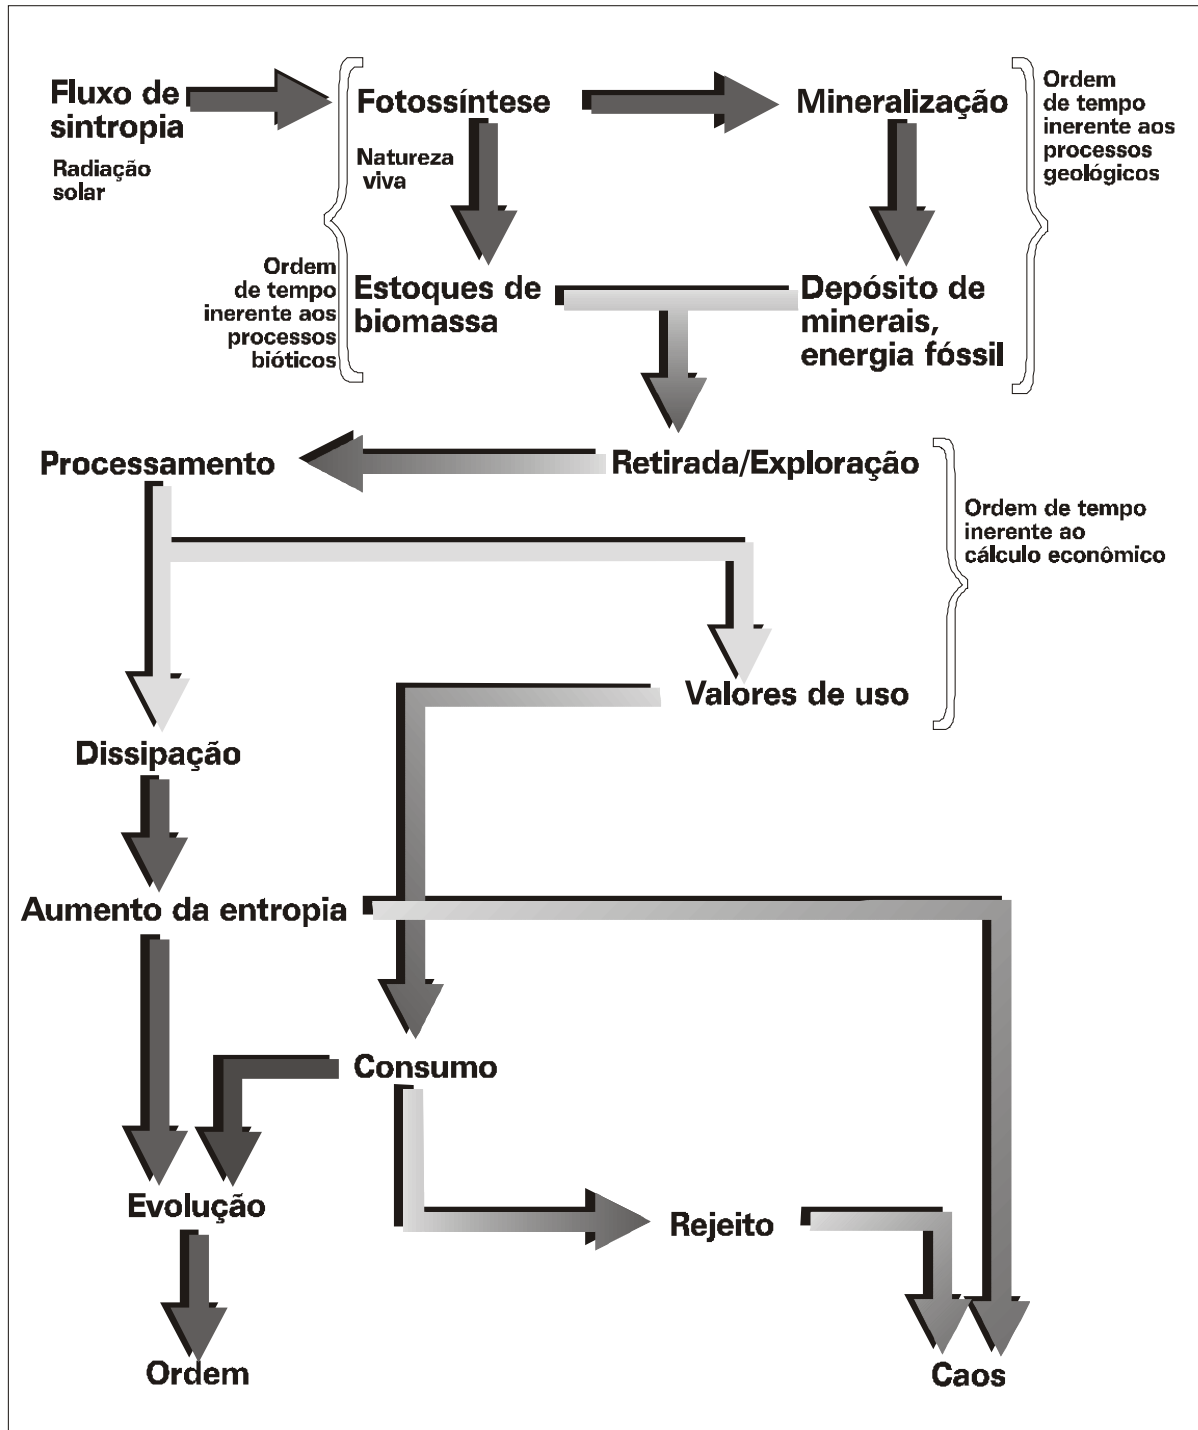 Fluxo de
sintropia
Radiação
solar
Fotossíntese
Natureza
viva
Mineralização
Ordem
de tempo
inerente aos
processos
geológicos
Ordem
de tempo
inerente aos
processos
bióticos
Estoques de
biomassa
Depósito de
minerais,
energia fóssil
Processamento
Retirada/Exploração
Ordem de tempo
inerente ao
cálculo econômico
Valores de uso
Dissipação
Aumento da entropia
Consumo
Evolução
Rejeito
Ordem
Caos